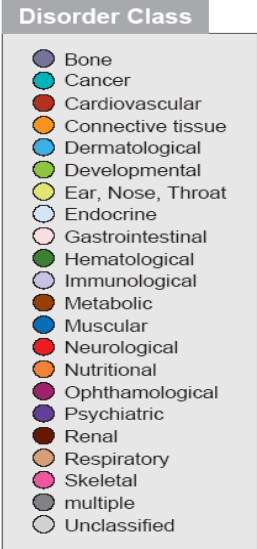 Disorder Class
Bone
Cancer
Cardiovascular
Connective tissue
Dermatological
Developmental
Ear, Nose, Throat
Endocrine
Gastrointestinal
Hematological
Immunological
Metabolic
Muscular
Neurological
Nutritional
Ophthamological
Psychiatric
Renal
Respiratory
Skeletal
multiple
Unclassified